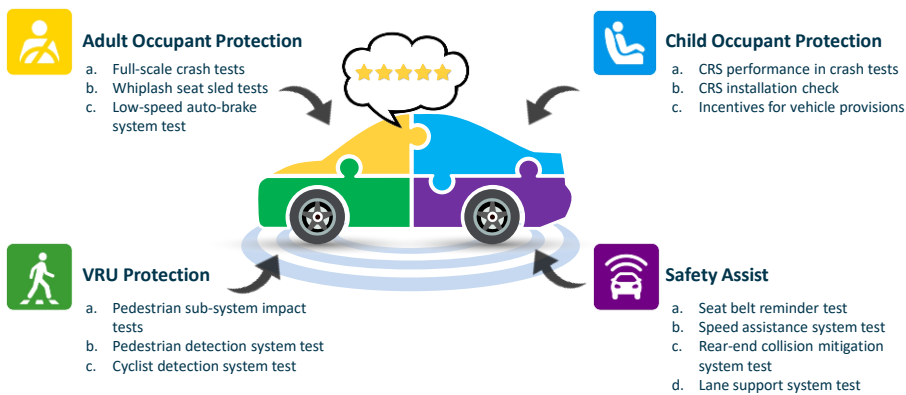 Adult Occupant Protection
a. Full-scale crash tests
b. Whiplash seat sled tests
c. Low-speed auto-brake
system test
Child Occupant Protection
a. CRS performance in crash tests
b. CRS installation check
c. Incentives for vehicle provisions
VRU Protection
a. Pedestrian sub-system impact
tests
b. Pedestrian detection system test
c. Cyclist detection system test
Safety Assist
a. Seat belt reminder test
b. Speed assistance system test
c. Rear-end collision mitigation
system test
d. Lane support system test